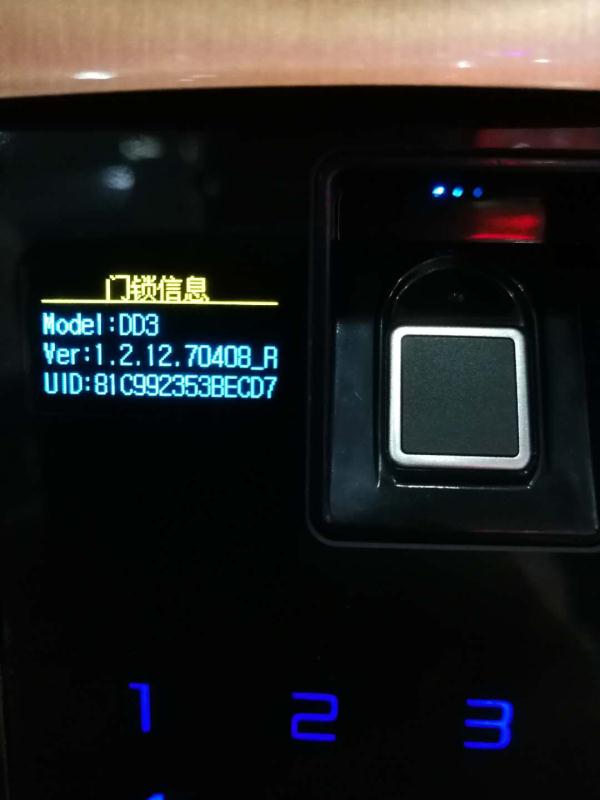 门锁信息
Model:DD3
Ver:1.2.12.70408_R
UID:81C992353BECD7
1 2 3